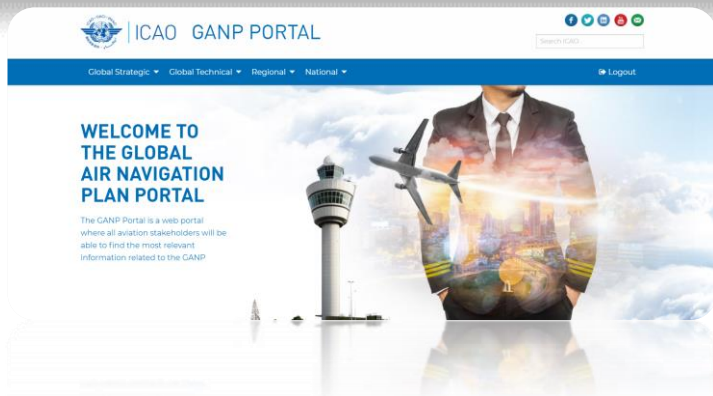 ICAO GANP PORTAL
Search ICAO
Global Strategic Global Technical Regional National Logout
WELCOME TO
THE GLOBAL
AIR NAVIGATION
PLAN PORTAL
The GANP Portal is a web portal
where all aviation stakeholders will be
able to find the most relevant
information related to the GANP